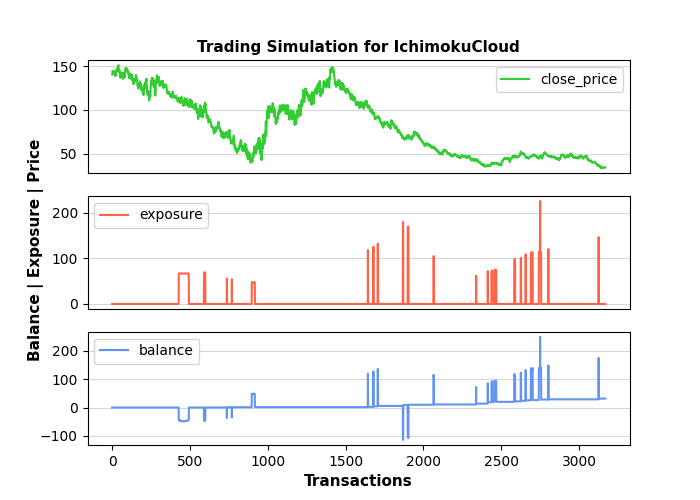 Trading Simulation for IchimokuCloud
150
100
50
close_price
200
100
0
exposure
Balance | Exposure | Price
200
100
0
−100
balance
0 500 1000 1500 2000 2500 3000
Transactions